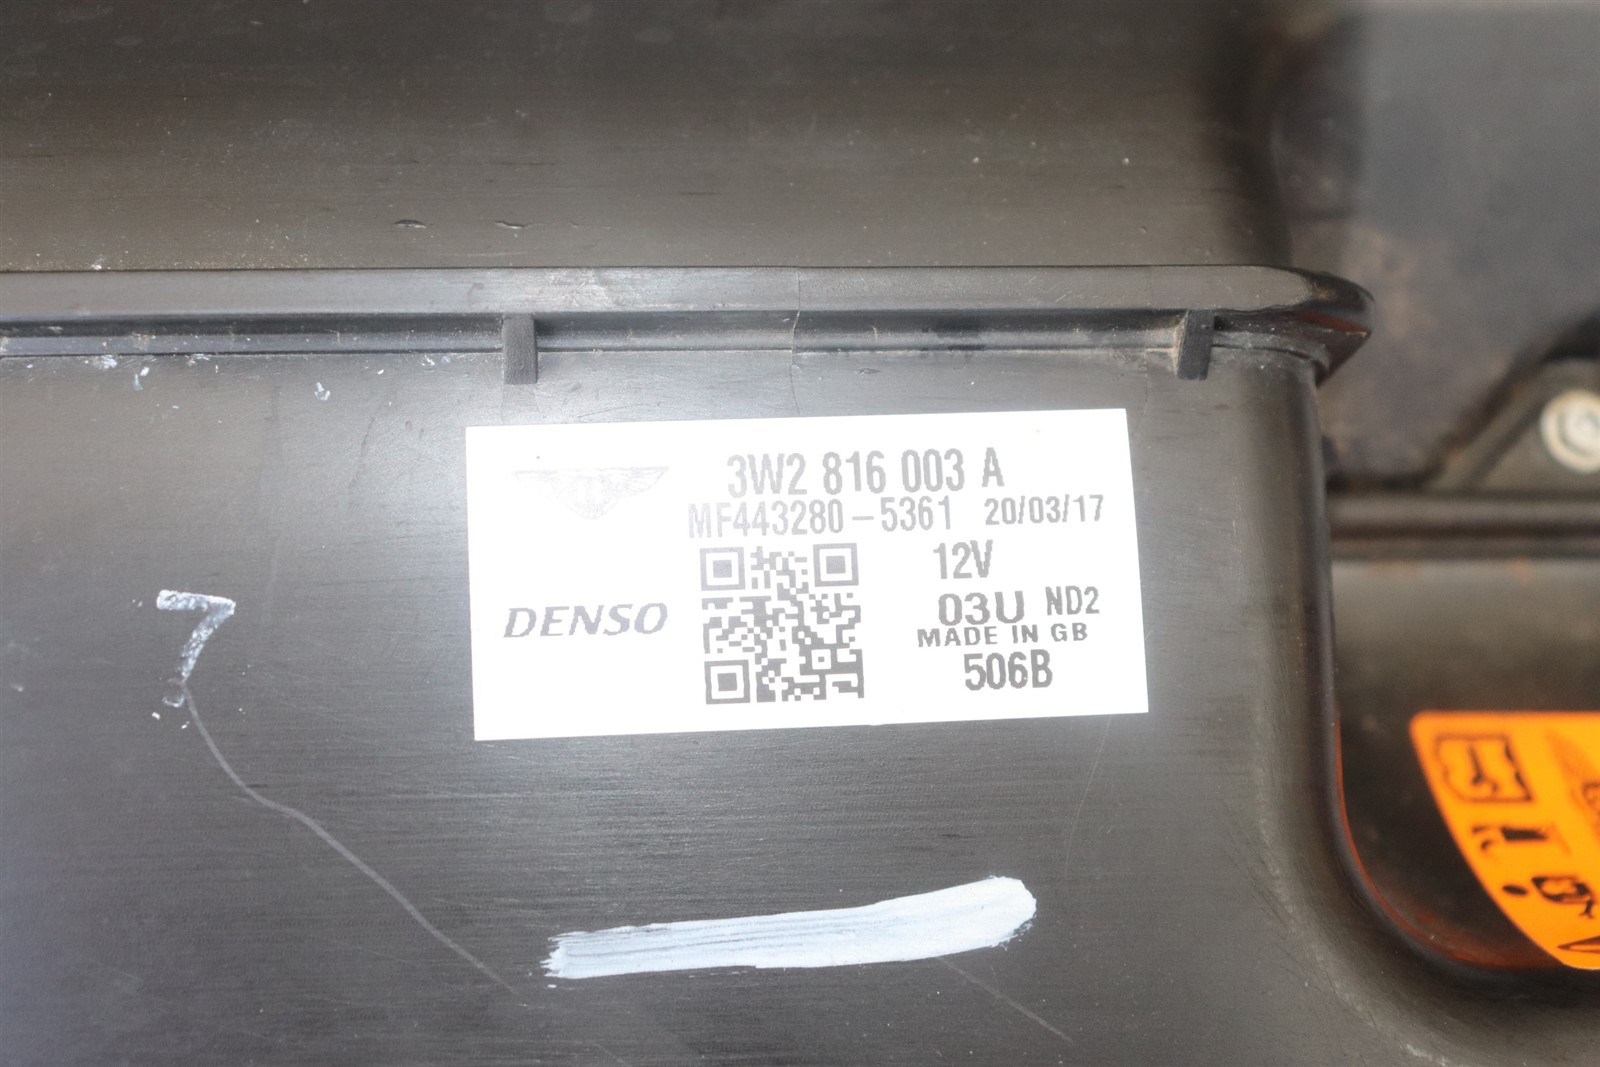 3W2 816 003 A
MF443280-5361 20/03/17
12V
DENSO
03U ND2
MADE IN GB
506B
7